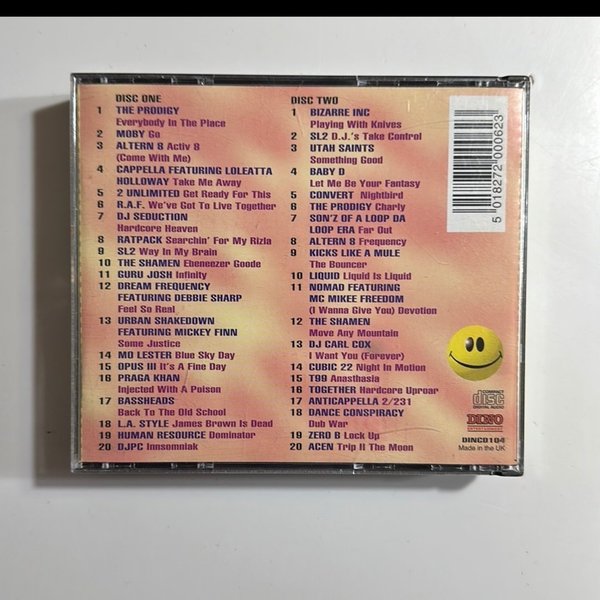 DISC ONE
1 THE PRODIGY
Everybody In The Place
2 MOBY Go
3 ALTERN 8 Activ 8
(Come With Me)
4 CAPPELLA FEATURING LOLEATTA
HOLLOWAY Take Me Away
5 2 UNLIMITED Get Ready For This
6 R.A.F. We've Got To Live Together
7 DJ SEDUCTION
Hardcore Heaven
8 RATPACK Searchin' For My Rizla
9 SL2 Way In My Brain
10 THE SHAMEN Ebeneezer Goode
11 GURU JOSH Infinity
12 DREAM FREQUENCY
FEATURING DEBBIE SHARP
Feel So Real
13 URBAN SHAKEDOWN
FEATURING MICKEY FINN
Some Justice
14 MO LESTER Blue Sky Day
15 OPUS III It's A Fine Day
16 PRAGA KHAN
Injected With A Poison
17 BASSHEADS
Back To The Old School
18 L.A. STYLE James Brown Is Dead
19 HUMAN RESOURCE Dominator
20 DJPC Innsomniak
DISC TWO
1 BIZARRE INC
Playing With Knives
2 SL2 D.J.'s Take Control
3 UTAH SAINTS
Something Good
4 BABY D
Let Me Be Your Fantasy
5 CONVERT Nightbird
6 THE PRODIGY Charly
7 SON'Z OF A LOOP DA
LOOP ERA Far Out
8 ALTERN 8 Frequency
9 KICKS LIKE A MULE
The Bouncer
10 LIQUID Liquid Is Liquid
11 NOMAD FEATURING
MC MIKEE FREEDOM
(I Wanna Give You) Devotion
12 THE SHAMEN
Move Any Mountain
13 DJ CARL COX
I Want You (Forever)
14 CUBIC 22 Night In Motion
15 T99 Anasthasia
16 TOGETHER Hardcore Uproar
17 ANTICAPPELLA 2/231
18 DANCE CONSPIRACY
Dub War
19 ZERO B Lock Up
20 ACEN Trip II The Moon
5 018272 000623
COMPACT
disc
DIGITAL AUDIO
DINO
ENTERTAINMENT
DINCD104
Made in the UK